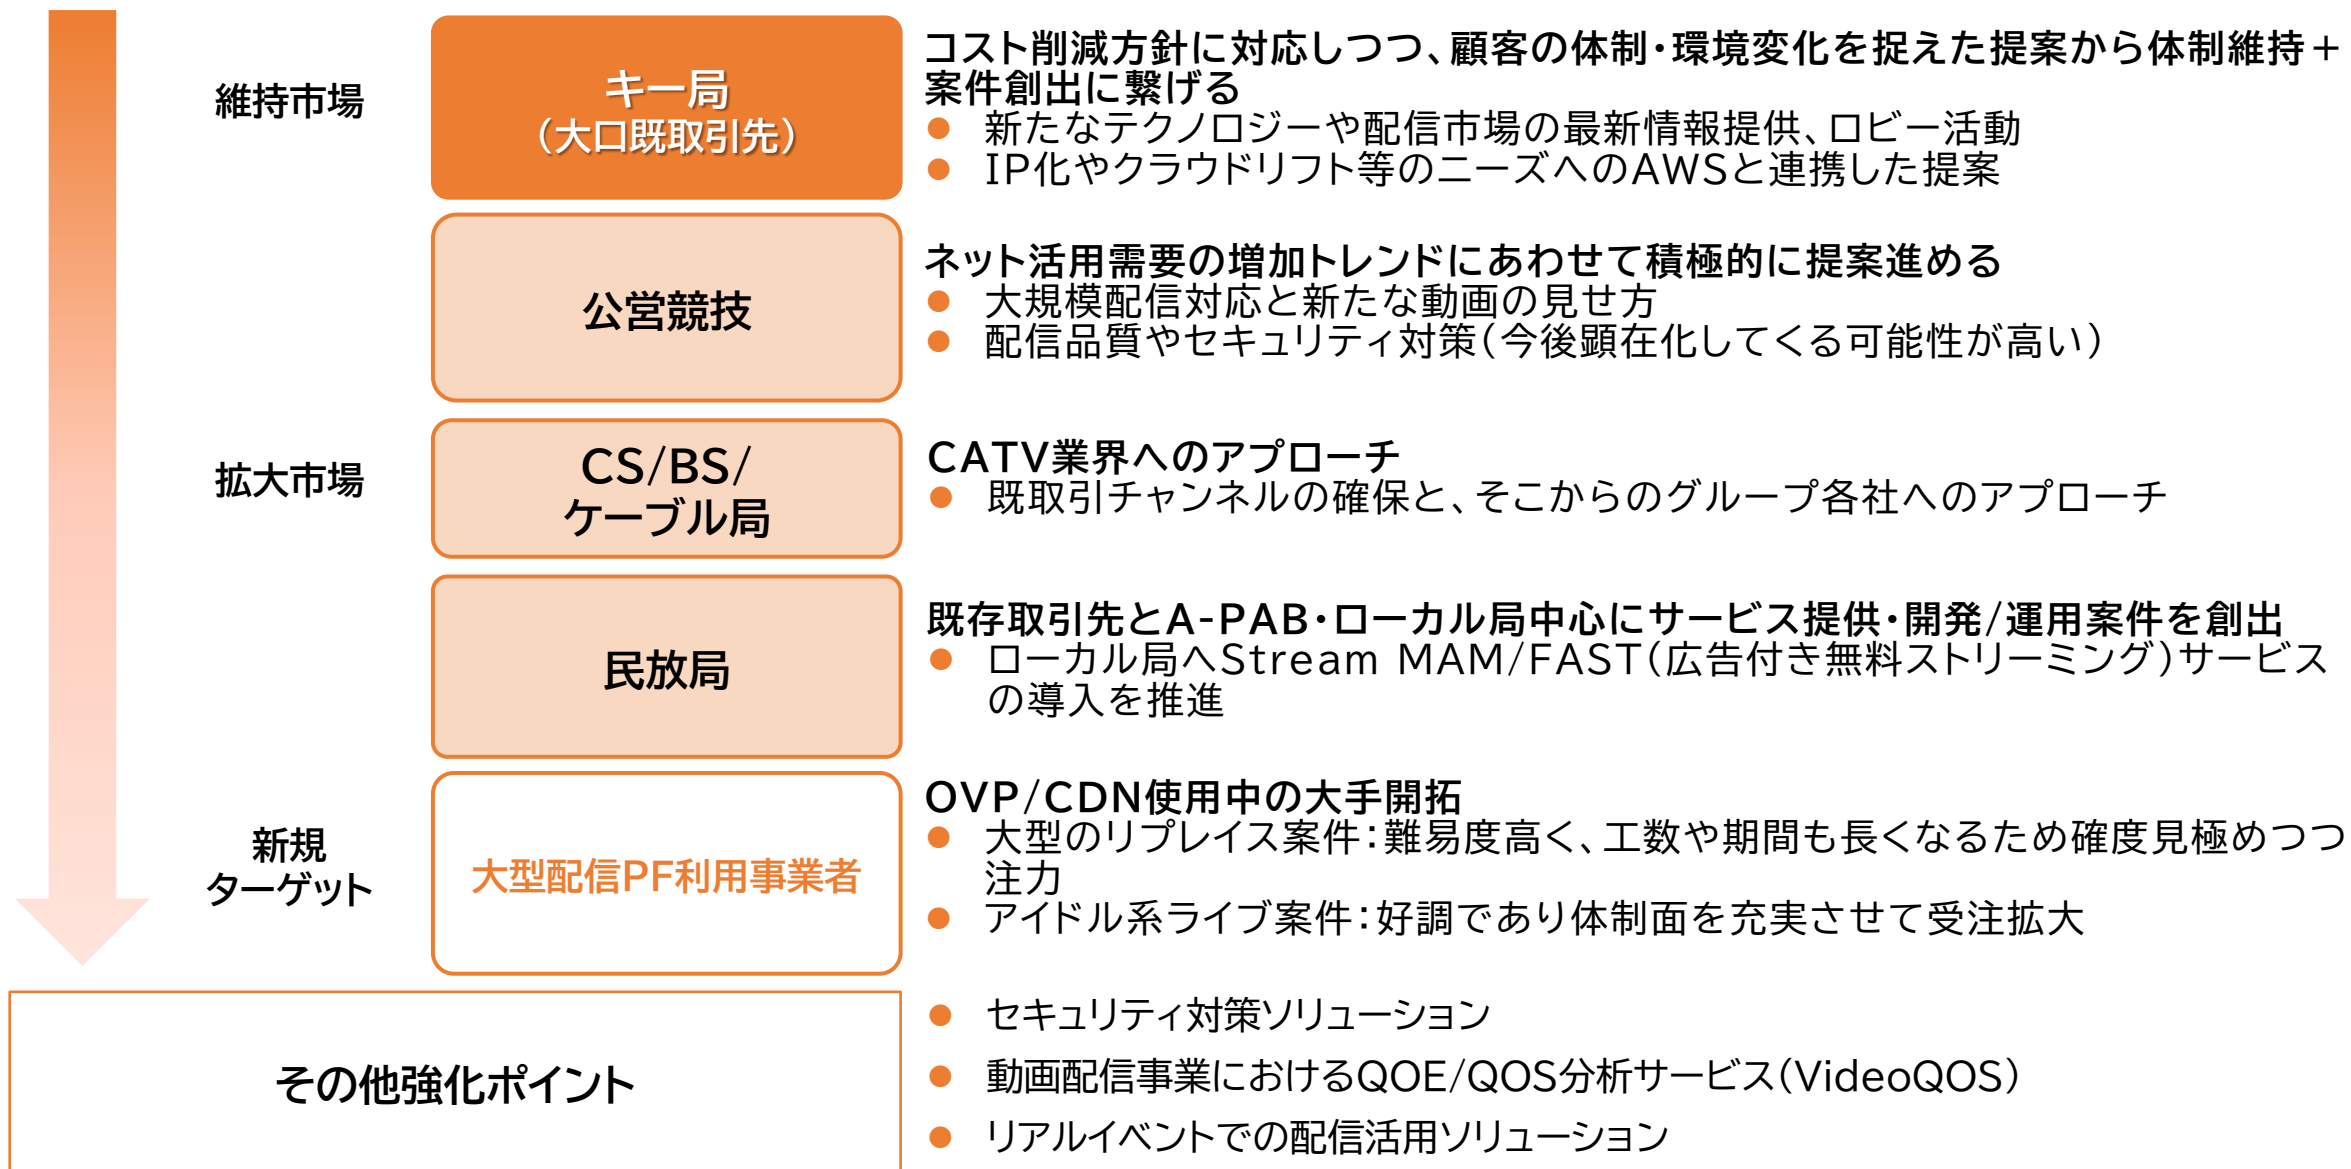 維持市場
キー局
（大口既取引先）
コスト削減方針に対応しつつ、顧客の体制・環境変化を捉えた提案から体制維持＋
案件創出に繋げる
● 新たなテクノロジーや配信市場の最新情報提供、ロビー活動
● IP化やクラウドリフト等のニーズへのAWSと連携した提案
公営競技
ネット活用需要の増加トレンドにあわせて積極的に提案進める
● 大規模配信対応と新たな動画の見せ方
● 配信品質やセキュリティ対策（今後顕在化してくる可能性が高い）
拡大市場
CS/BS/
ケーブル局
CATV業界へのアプローチ
● 既取引チャンネルの確保と、そこからのグループ各社へのアプローチ
民放局
既存取引先とA-PAB・ローカル局中心にサービス提供・開発/運用案件を創出
● ローカル局へStream MAM/FAST（広告付き無料ストリーミング）サービス
の導入を推進
新規
ターゲット
大型配信PF利用事業者
OVP/CDN使用中の大手開拓
● 大型のリプレイス案件：難易度高く、工数や期間も長くなるため確度見極めつつ
注力
● アイドル系ライブ案件：好調であり体制面を充実させて受注拡大
その他強化ポイント
● セキュリティ対策ソリューション
● 動画配信事業におけるQOE/QOS分析サービス（VideoQOS）
● リアルイベントでの配信活用ソリューション